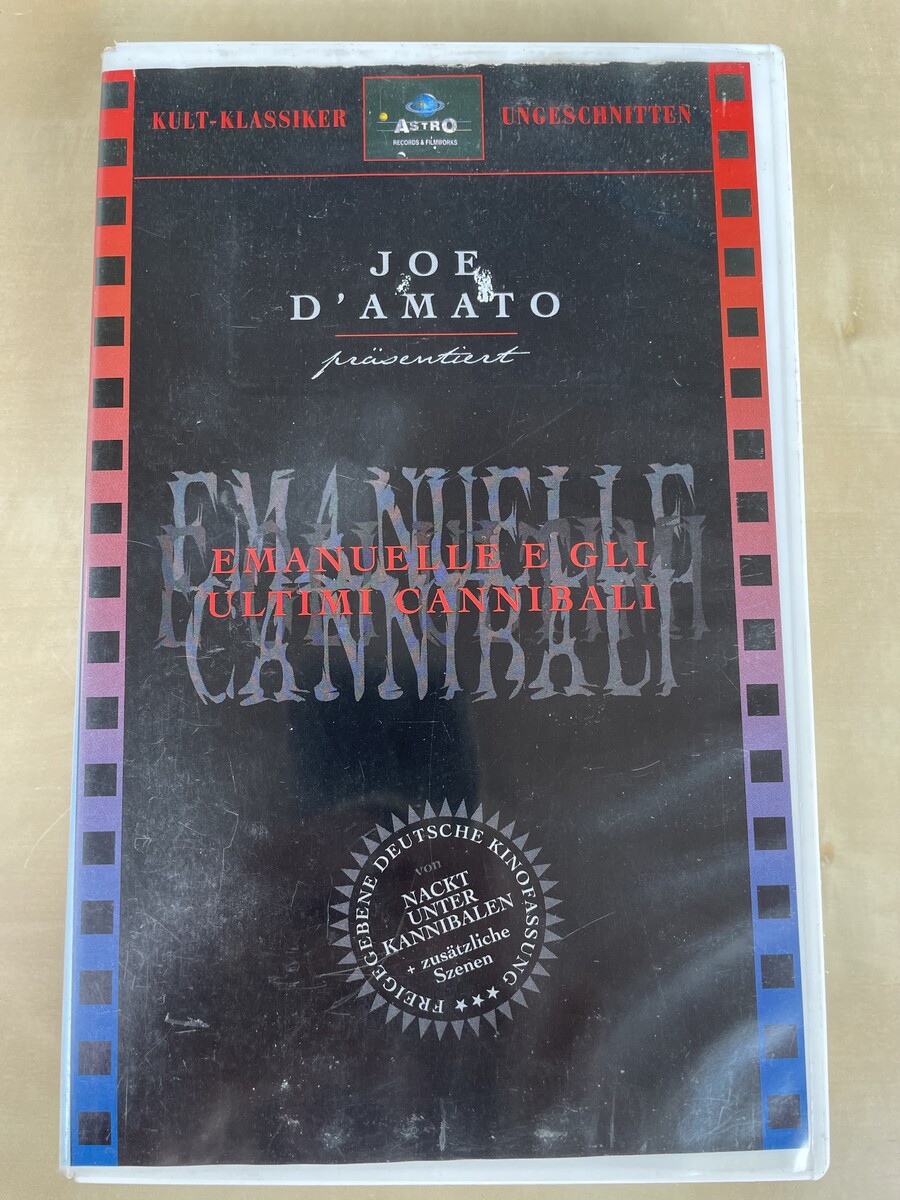 KULT-KLASSIKER
ASTRO
RECORDS & FILMWORKS
UNGESCHNITTEN
JOE
D'AMATO
präsentiert
EMANUELLE
CANNIBALI
EMANUELLE E GLI
ULTIMI CANNIBALI
FREIGEGEBENE DEUTSCHE KINOFASSUNG ★★★
von
NACKT
UNTER
KANNIBALEN
+ zusätzliche
Szenen